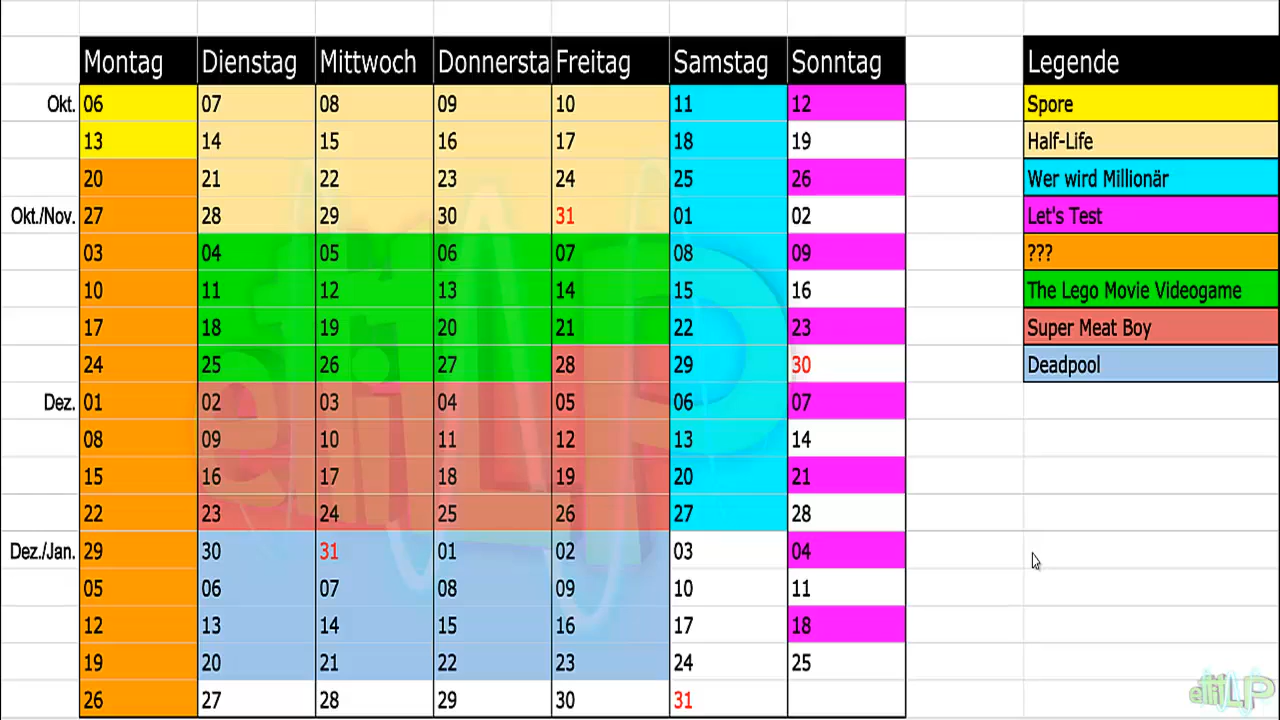 Montag Dienstag Mittwoch Donnersta Freitag Samstag Sonntag Legende
Okt. 06 07 08 09 10 11 12 Spore
13 14 15 16 17 18 19 Half-Life
20 21 22 23 24 25 26 Wer wird Millionär
Okt./Nov. 27 28 29 30 31 01 02 Let's Test
03 04 05 06 07 08 09 ???
10 11 12 13 14 15 16 The Lego Movie Videogame
17 18 19 20 21 22 23 Super Meat Boy
24 25 26 27 28 29 30 Deadpool
Dez. 01 02 03 04 05 06 07
08 09 10 11 12 13 14
15 16 17 18 19 20 21
22 23 24 25 26 27 28
Dez./Jan. 29 30 31 01 02 03 04
05 06 07 08 09 10 11
12 13 14 15 16 17 18
19 20 21 22 23 24 25
26 27 28 29 30 31